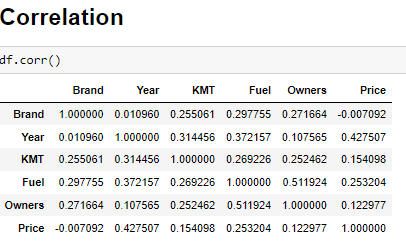 Correlation
df.corr()
Brand Year KMT Fuel Owners Price
Brand 1.000000 0.010960 0.255061 0.297755 0.271664 -0.007092
Year 0.010960 1.000000 0.314456 0.372157 0.107565 0.427507
KMT 0.255061 0.314456 1.000000 0.269226 0.252462 0.154098
Fuel 0.297755 0.372157 0.269226 1.000000 0.511924 0.253204
Owners 0.271664 0.107565 0.252462 0.511924 1.000000 0.122977
Price -0.007092 0.427507 0.154098 0.253204 0.122977 1.000000